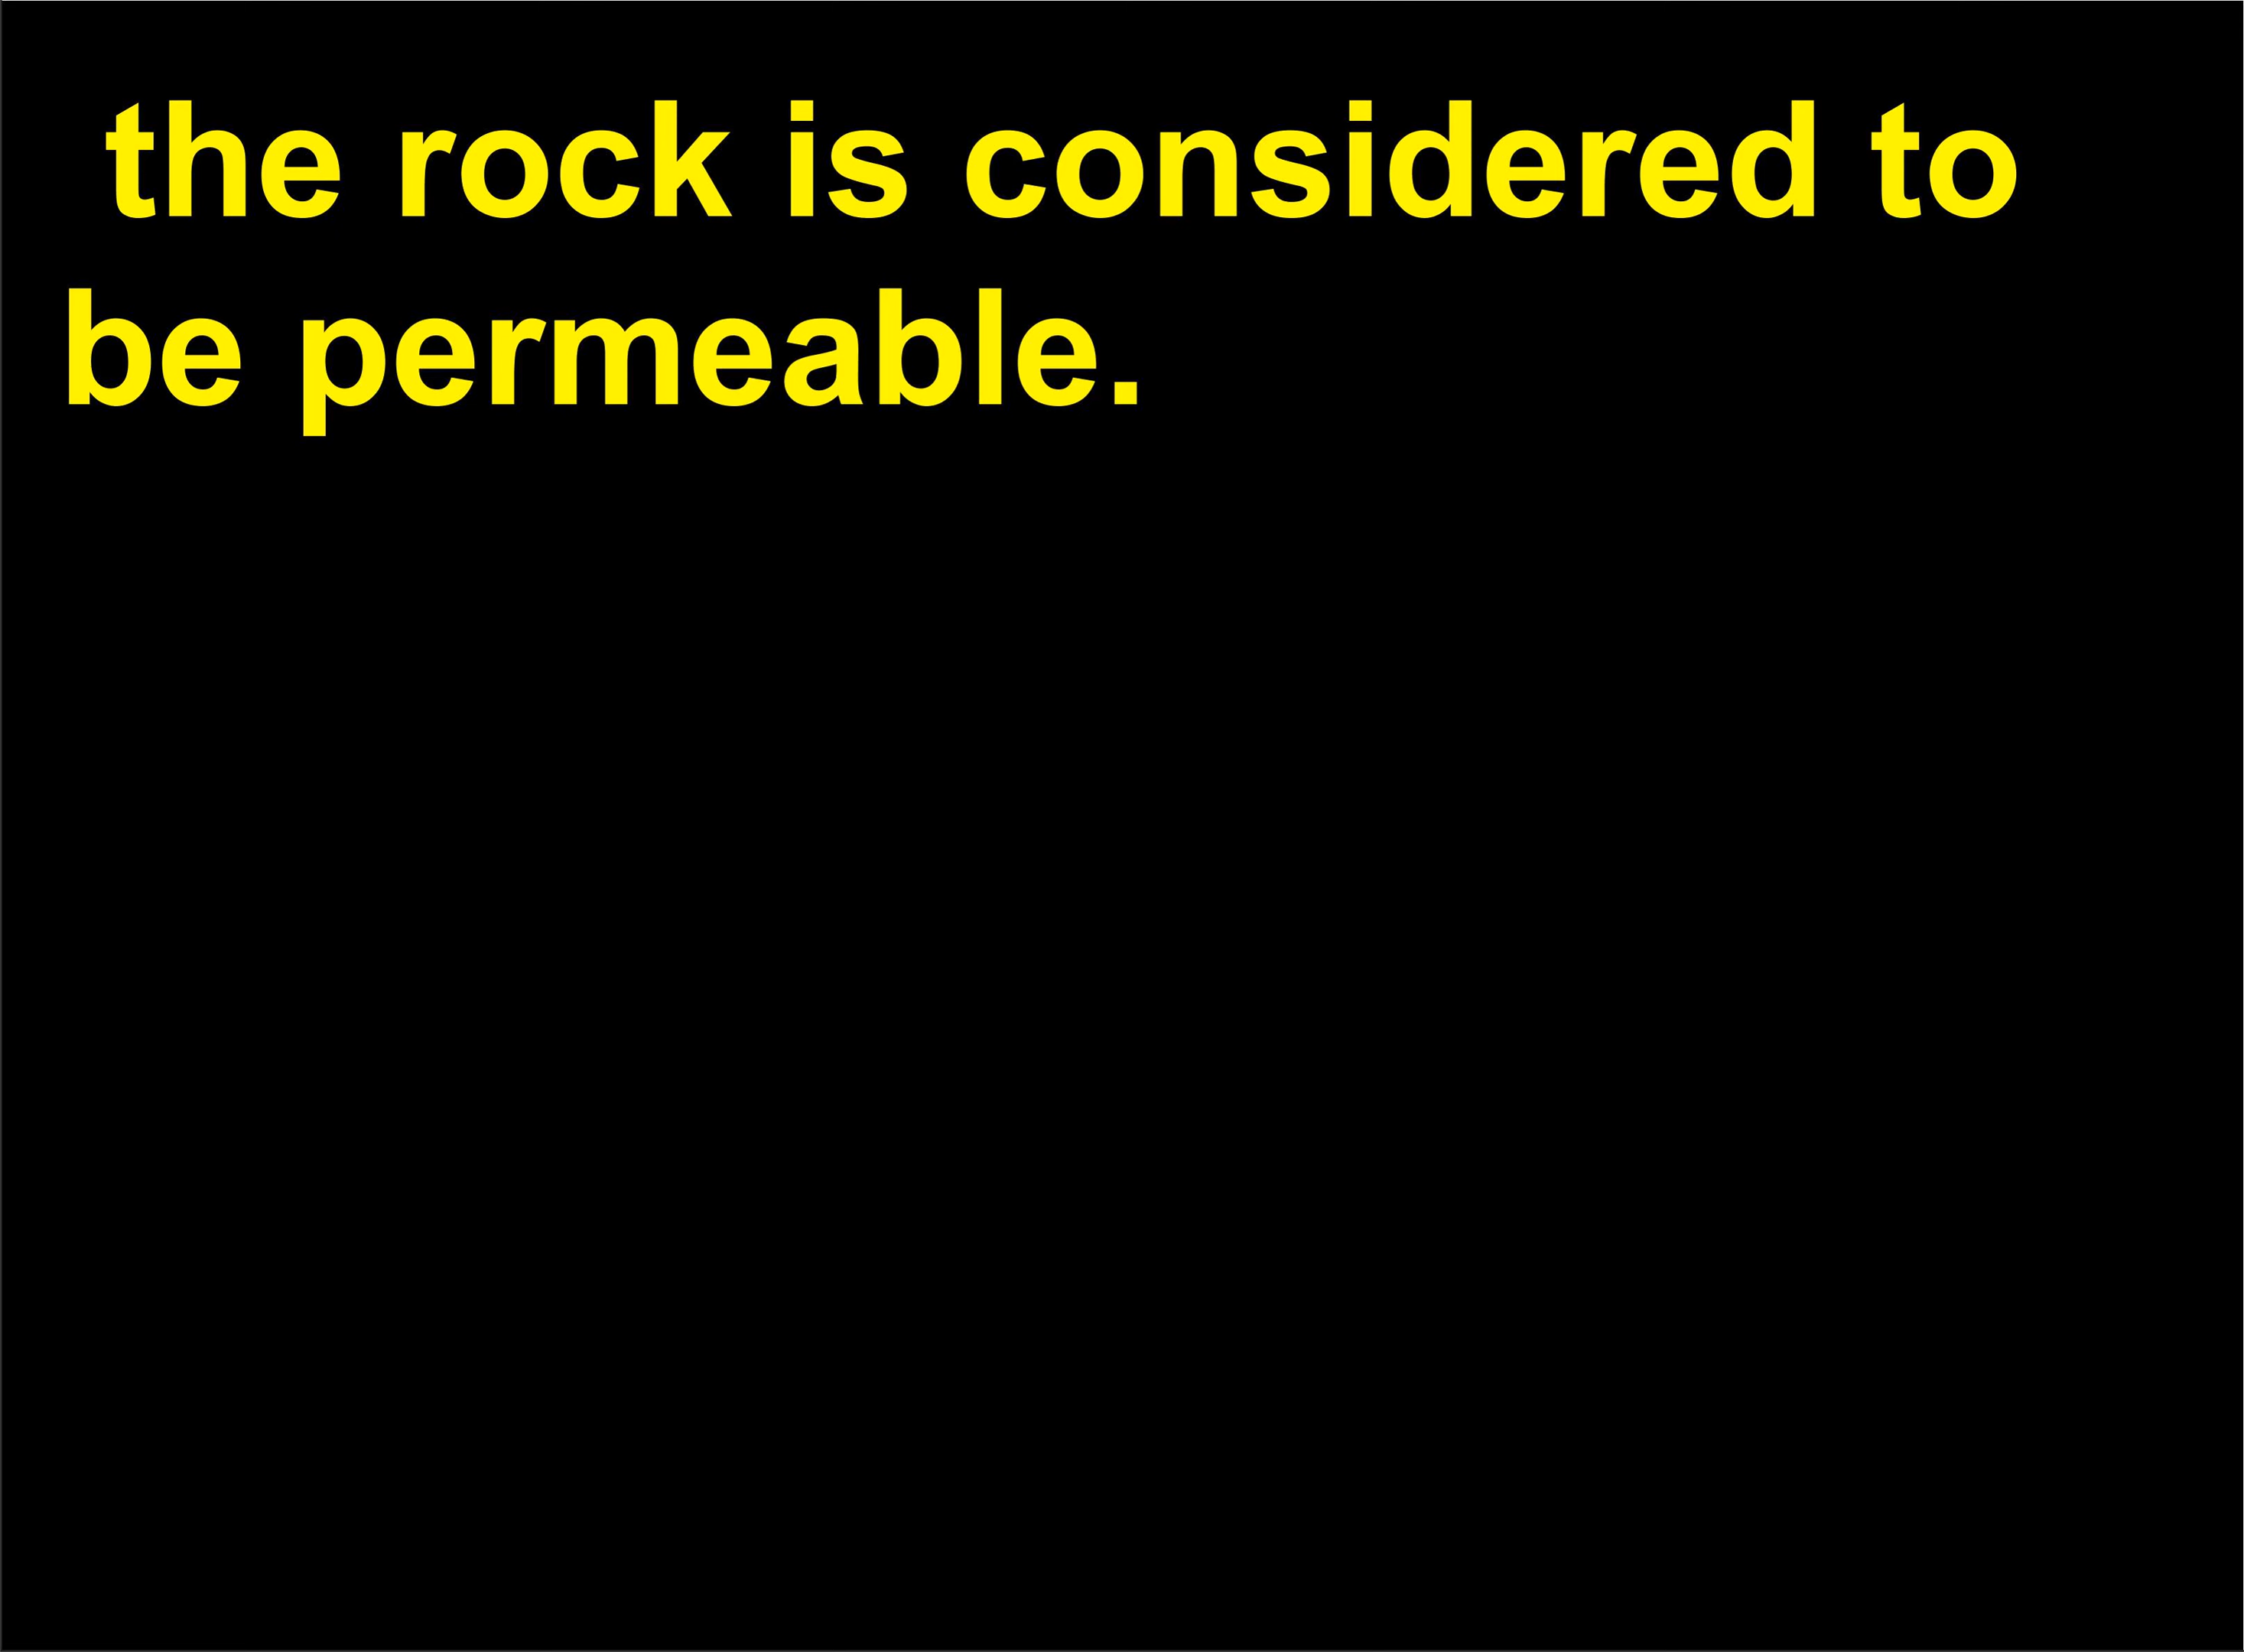 the rock is considered to
be permeable.